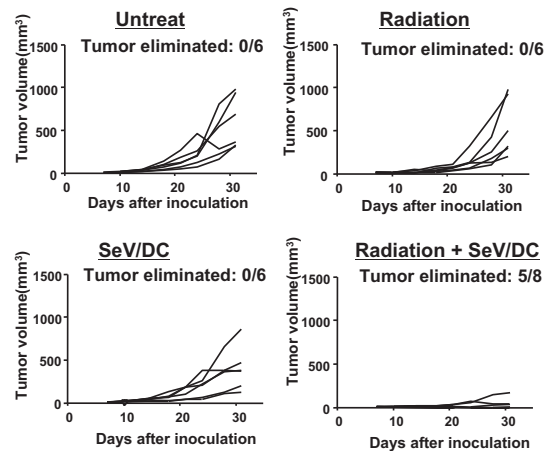 Untreat
Tumor eliminated: 0/6
Tumor volume(mm3)
1500
1000
500
0
0 10 20 30
Days after inoculation
Radiation
Tumor eliminated: 0/6
Tumor volume(mm3)
1500
1000
500
0
0 10 20 30
Days after inoculation
SeV/DC
Tumor eliminated: 0/6
Tumor volume(mm3)
1500
1000
500
0
0 10 20 30
Days after inoculation
Radiation + SeV/DC
Tumor eliminated: 5/8
Tumor volume(mm3)
1500
1000
500
0
0 10 20 30
Days after inoculation